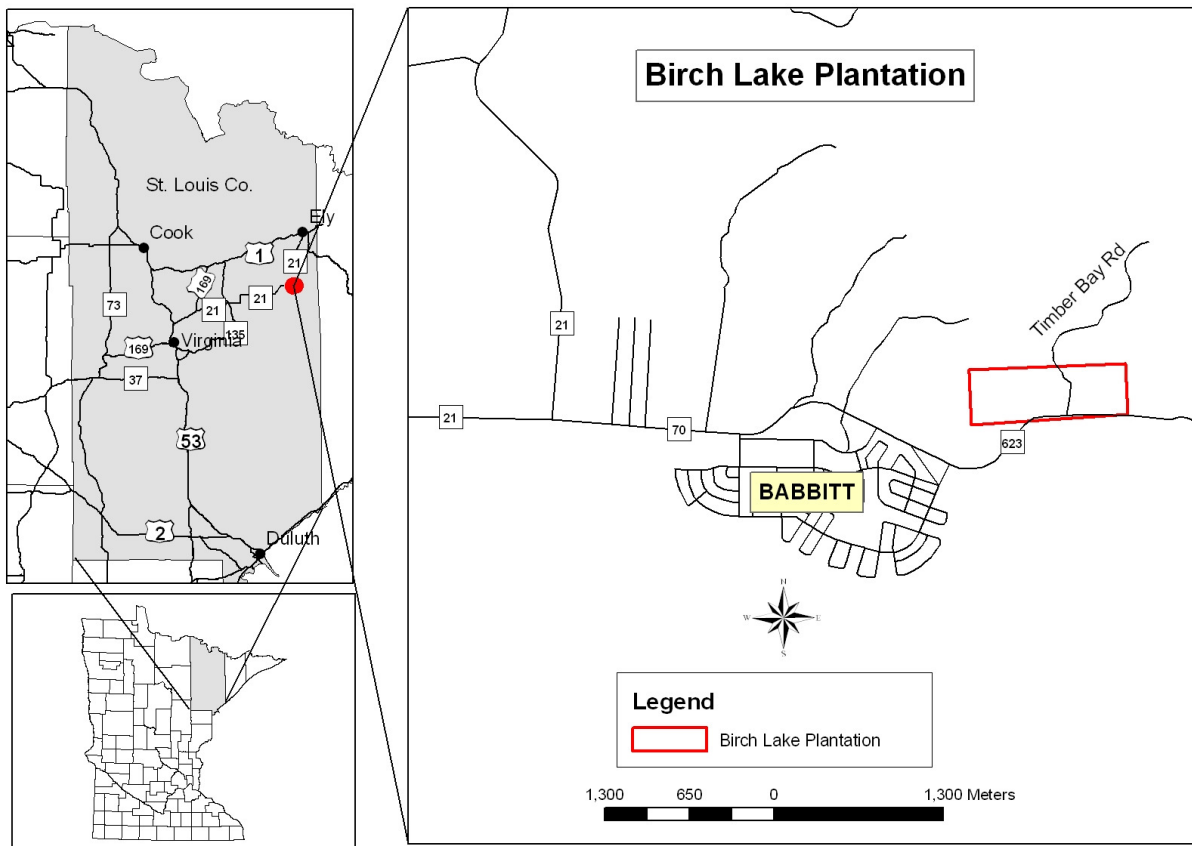 St. Louis Co.
Ely
Cook
1
21
169
73
21
21
135
Virginia
169
37
53
2
Duluth
Birch Lake Plantation
Timber Bay Rd
21
21
70
623
BABBITT
N
W
E
S
Legend
Birch Lake Plantation
1,300 650 0 1,300 Meters